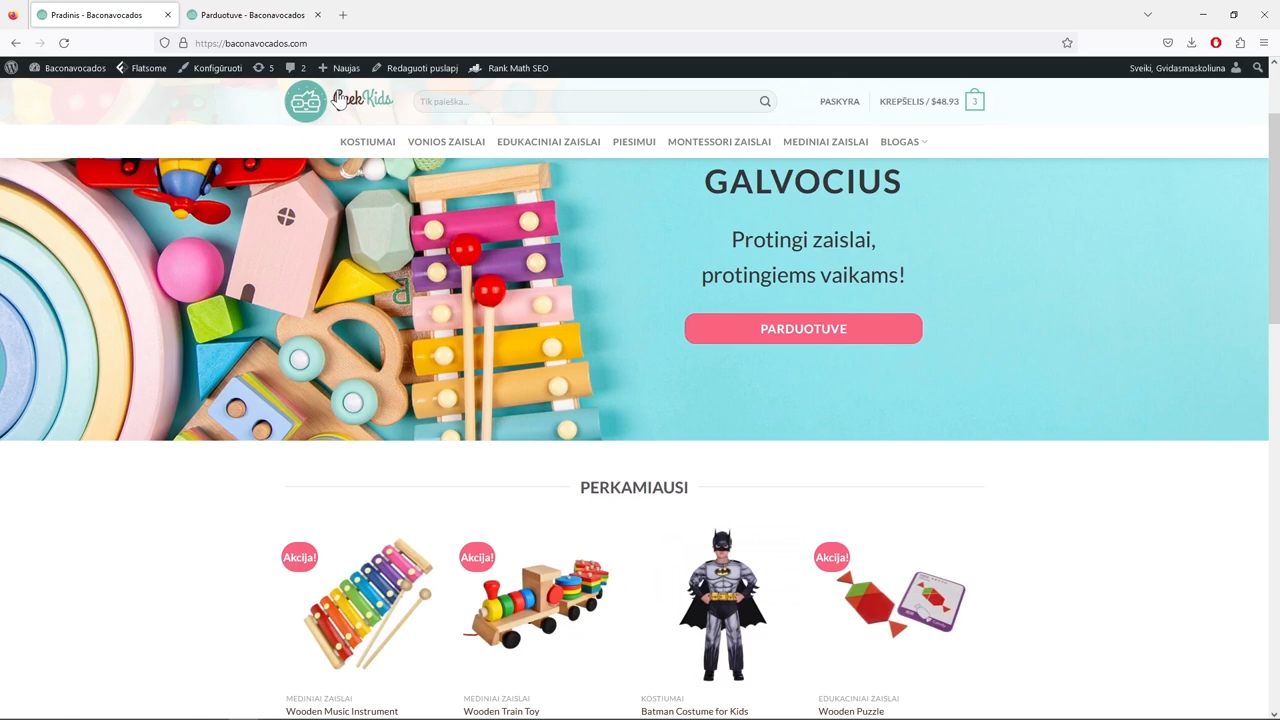 Pradinis - Baconavocados
Parduotuve - Baconavocados
https://baconavocados.com
Baconavocados Flatsome Konfigūruoti 5 2 Naujas Redaguoti puslapį Rank Math SEO Sveiki, Gvidasmaskoliuna
Kids Tik paieška... PASKYRA KREPŠELIS / $48.93 3
KOSTIUMAI VONIOS ZAISLAI EDUKACINIAI ZAISLAI PIESIMUI MONTESSORI ZAISLAI MEDINIAI ZAISLAI BLOGAS
GALVOCIUS
Protingi zaislai,
protingiems vaikams!
PARDUOTUVE
PERKAMIAUSI
Akcija! Akcija! Akcija!
MEDINIAI ZAISLAI MEDINIAI ZAISLAI KOSTIUMAI EDUKACINIAI ZAISLAI
Wooden Music Instrument Wooden Train Toy Batman Costume for Kids Wooden Puzzle